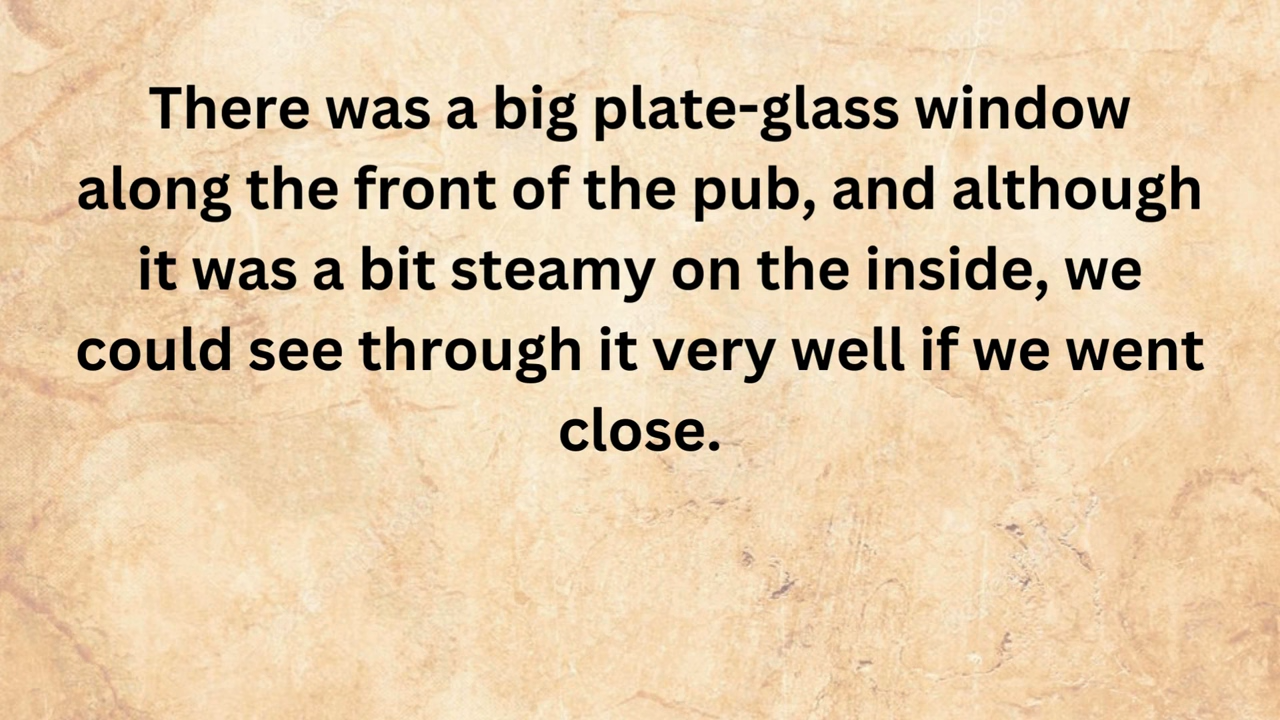 There was a big plate-glass window
along the front of the pub, and although
it was a bit steamy on the inside, we
could see through it very well if we went
close.